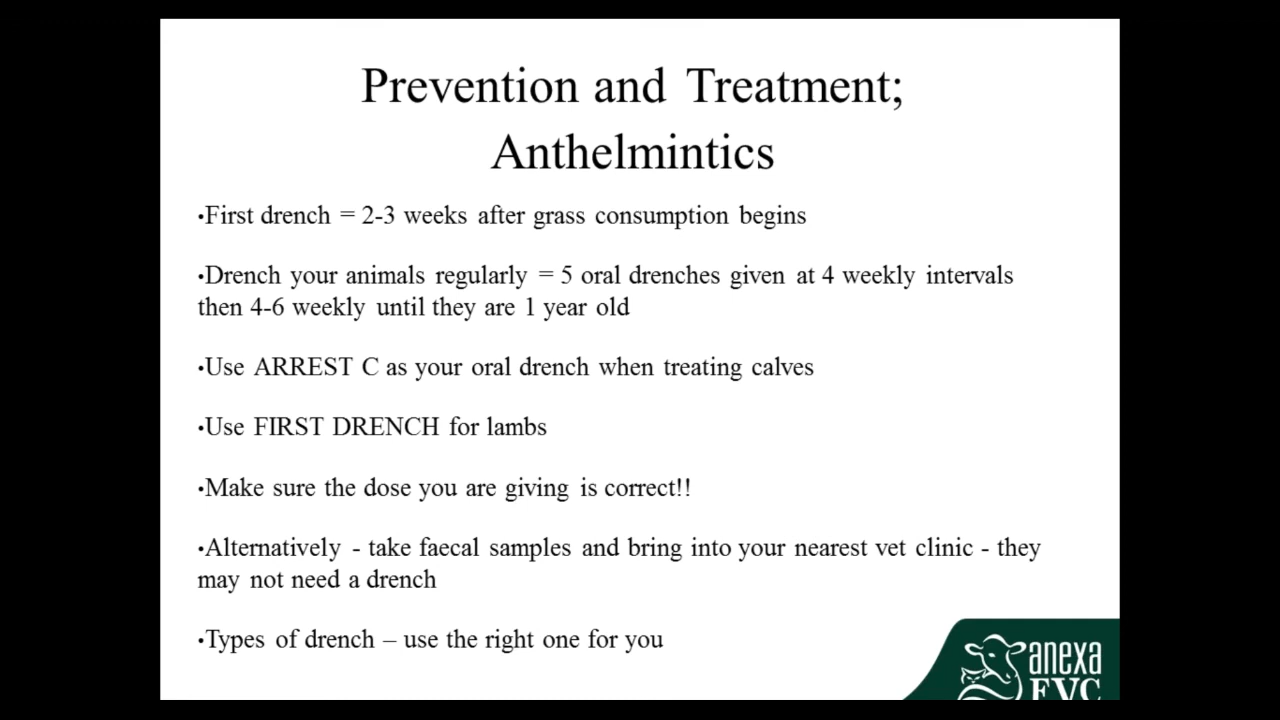 Prevention and Treatment;
Anthelmintics
•First drench = 2-3 weeks after grass consumption begins
•Drench your animals regularly = 5 oral drenches given at 4 weekly intervals
then 4-6 weekly until they are 1 year old
•Use ARREST C as your oral drench when treating calves
•Use FIRST DRENCH for lambs
•Make sure the dose you are giving is correct!!
•Alternatively - take faecal samples and bring into your nearest vet clinic - they
may not need a drench
•Types of drench – use the right one for you
anexa
FVC